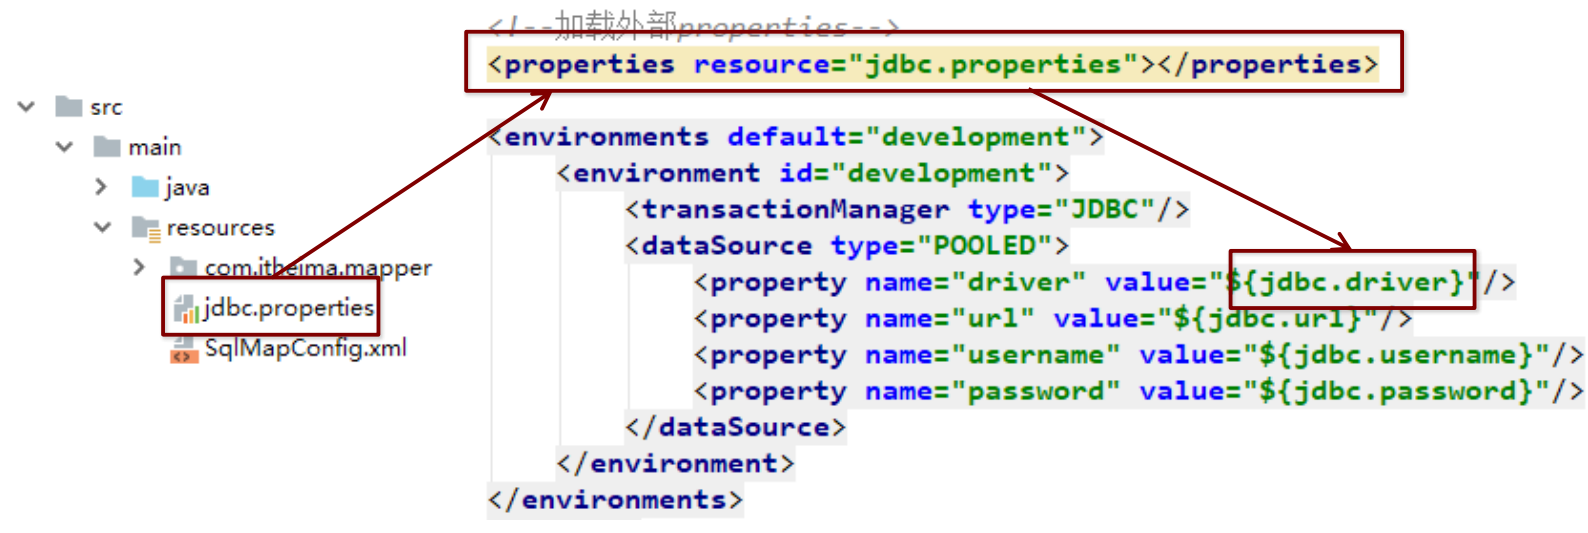 <!--加载外部properties-->
<properties resource="jdbc.properties"></properties>
src
main
java
resources
com.itheima.mapper
jdbc.properties
SqlMapConfig.xml
<environments default="development">
<environment id="development">
<transactionManager type="JDBC"/>
<dataSource type="POOLED">
<property name="driver" value="${jdbc.driver}"/>
<property name="url" value="${jdbc.url}"/>
<property name="username" value="${jdbc.username}"/>
<property name="password" value="${jdbc.password}"/>
</dataSource>
</environment>
</environments>